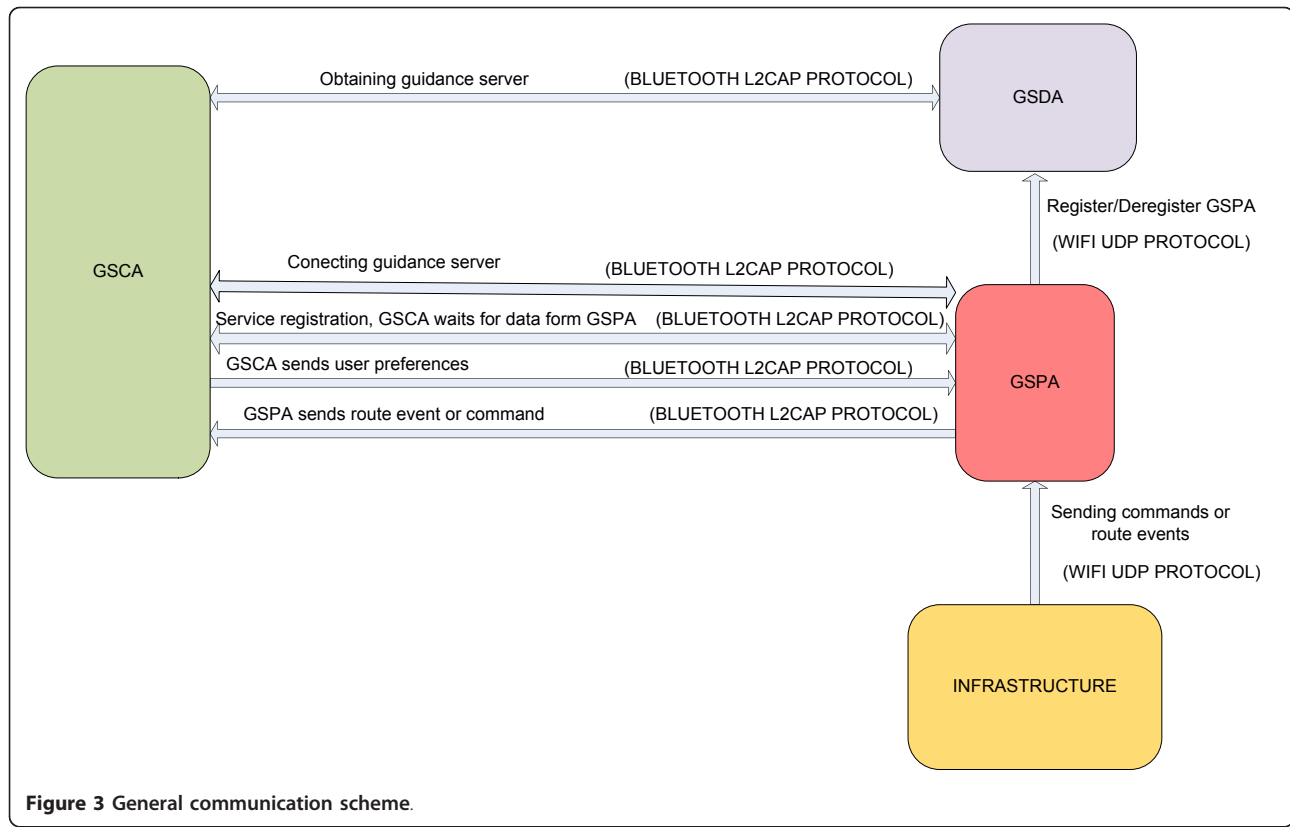 Obtaining guidance server (BLUETOOTH L2CAP PROTOCOL)
GSDA
Register/Deregister GSPA
(WIFI UDP PROTOCOL)
GSCA
Conecting guidance server (BLUETOOTH L2CAP PROTOCOL)
Service registration, GSCA waits for data form GSPA (BLUETOOTH L2CAP PROTOCOL)
GSCA sends user preferences (BLUETOOTH L2CAP PROTOCOL)
GSPA
GSPA sends route event or command (BLUETOOTH L2CAP PROTOCOL)
Sending commands or
route events
(WIFI UDP PROTOCOL)
INFRASTRUCTURE
Figure 3 General communication scheme.